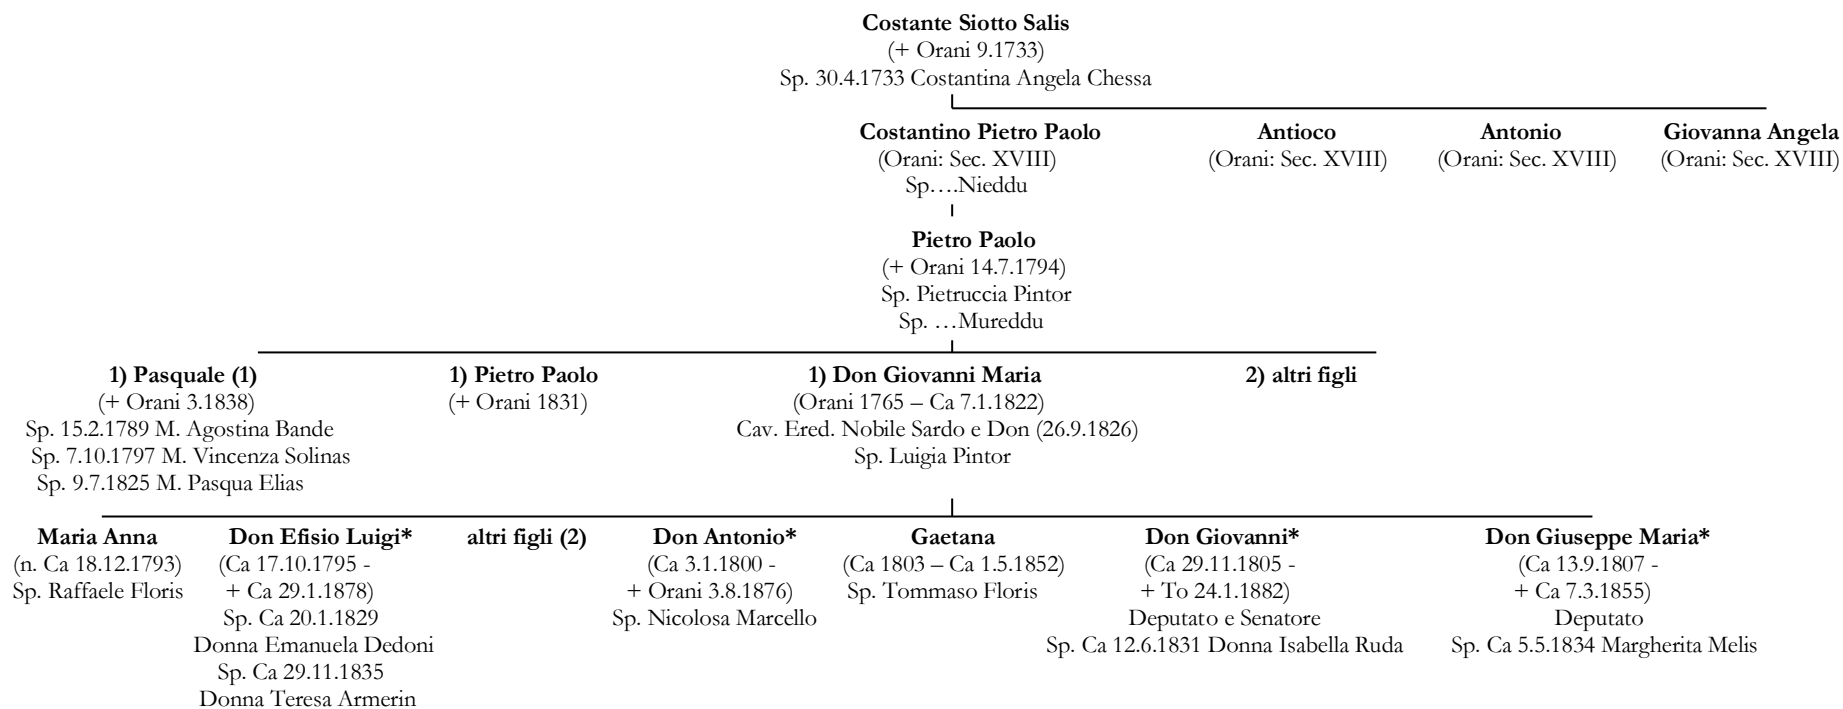 Costante Siotto Salis
(+ Orani 9.1733)
Sp. 30.4.1733 Costantina Angela Chessa
Costantino Pietro Paolo
(Orani: Sec. XVIII)
Sp….Nieddu
Antioco
(Orani: Sec. XVIII)
Antonio
(Orani: Sec. XVIII)
Giovanna Angela
(Orani: Sec. XVIII)
Pietro Paolo
(+ Orani 14.7.1794)
Sp. Pietruccia Pintor
Sp. …Mureddu
1) Pasquale (1)
(+ Orani 3.1838)
Sp. 15.2.1789 M. Agostina Bande
Sp. 7.10.1797 M. Vincenza Solinas
Sp. 9.7.1825 M. Pasqua Elias
1) Pietro Paolo
(+ Orani 1831)
1) Don Giovanni Maria
(Orani 1765 – Ca 7.1.1822)
Cav. Ered. Nobile Sardo e Don (26.9.1826)
Sp. Luigia Pintor
2) altri figli
Maria Anna
(n. Ca 18.12.1793)
Sp. Raffaele Floris
Don Efisio Luigi*
(Ca 17.10.1795 -
+ Ca 29.1.1878)
Sp. Ca 20.1.1829
Donna Emanuela Dedoni
Sp. Ca 29.11.1835
Donna Teresa Armerin
altri figli (2)
Don Antonio*
(Ca 3.1.1800 -
+ Orani 3.8.1876)
Sp. Nicolosa Marcello
Gaetana
(Ca 1803 – Ca 1.5.1852)
Sp. Tommaso Floris
Don Giovanni*
(Ca 29.11.1805 -
+ To 24.1.1882)
Deputato e Senatore
Sp. Ca 12.6.1831 Donna Isabella Ruda
Don Giuseppe Maria*
(Ca 13.9.1807 -
+ Ca 7.3.1855)
Deputato
Sp. Ca 5.5.1834 Margherita Melis